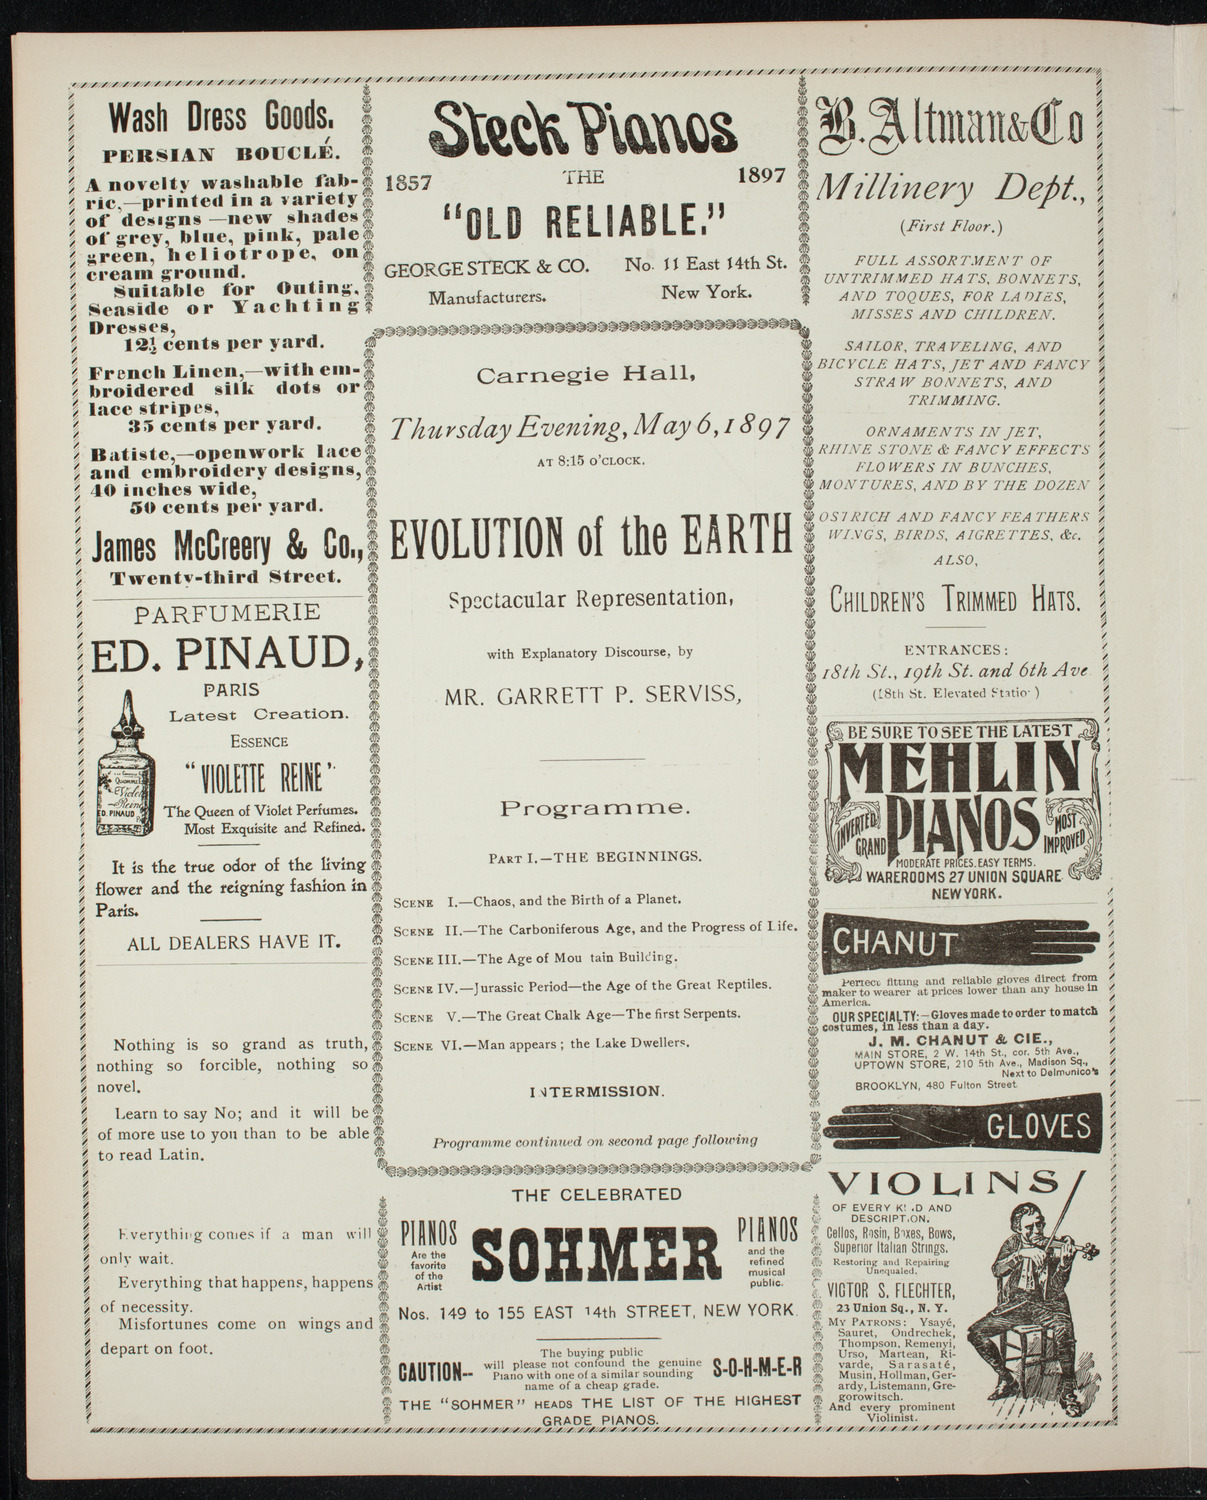 Wash Dress Goods.
PERSIAN BOUCLÉ.
A novelty washable fab-
ric,—printed in a variety
of designs—new shades
of grey, blue, pink, pale
green, heliotrope, on
cream ground.
Suitable for Outing,
Seaside or Yachting
Dresses,
12½ cents per yard.
French Linen,—with em-
broidered silk dots or
lace stripes,
35 cents per yard.
Batiste,—openwork lace
and embroidery designs,
40 inches wide,
50 cents per yard.
James McCreery & Co.,
Twenty-third Street.
PARFUMERIE
ED. PINAUD,
PARIS
Latest Creation.
ESSENCE
"VIOLETTE REINE"
The Queen of Violet Perfumes.
Most Exquisite and Refined.
Violet
Reine
ED. PINAUD
It is the true odor of the living
flower and the reigning fashion in
Paris.
ALL DEALERS HAVE IT.
Nothing is so grand as truth,
nothing so forcible, nothing so
novel.
Learn to say No; and it will be
of more use to you than to be able
to read Latin.
Everything comes if a man will
only wait.
Everything that happens, happens
of necessity.
Misfortunes come on wings and
depart on foot.
Steck Pianos
1857 THE 1897
"OLD RELIABLE."
GEORGE STECK & CO. No. 11 East 14th St.
Manufacturers. New York.
Carnegie Hall,
Thursday Evening, May 6, 1897
AT 8:15 O'CLOCK.
EVOLUTION of the EARTH
Spectacular Representation,
with Explanatory Discourse, by
MR. GARRETT P. SERVISS,
Programme.
PART I.—THE BEGINNINGS.
SCENE I.—Chaos, and the Birth of a Planet.
SCENE II.—The Carboniferous Age, and the Progress of Life.
SCENE III.—The Age of Mou tain Building.
SCENE IV.—Jurassic Period—the Age of the Great Reptiles.
SCENE V.—The Great Chalk Age—The first Serpents.
SCENE VI.—Man appears; the Lake Dwellers.
INTERMISSION.
Programme continued on second page following
THE CELEBRATED
PIANOS SOHMER PIANOS
Are the
favorite
of the
Artist
and the
refined
musical
public.
Nos. 149 to 155 EAST 14th STREET, NEW YORK.
The buying public
will please not confound the genuine
Piano with one of a similar sounding
name of a cheap grade.
CAUTION-- S-O-H-M-E-R
THE "SOHMER" HEADS THE LIST OF THE HIGHEST
GRADE PIANOS.
B. Altman & Co
Millinery Dept.,
(First Floor.)
FULL ASSORTMENT OF
UNTRIMMED HATS, BONNETS,
AND TOQUES, FOR LADIES,
MISSES AND CHILDREN.
SAILOR, TRAVELING, AND
BICYCLE HATS, JET AND FANCY
STRAW BONNETS, AND
TRIMMING.
ORNAMENTS IN JET,
RHINE STONE & FANCY EFFECTS
FLOWERS IN BUNCHES,
MONTURES, AND BY THE DOZEN
OSTRICH AND FANCY FEATHERS
WINGS, BIRDS, AIGRETTES, &c.
ALSO,
CHILDREN'S TRIMMED HATS.
ENTRANCES:
18th St., 19th St. and 6th Ave
(18th St. Elevated Statio )
BE SURE TO SEE THE LATEST
MEHLIN
PIANOS
INVERTED
GRAND
MOST
IMPROVED
MODERATE PRICES. EASY TERMS.
WAREROOMS 27 UNION SQUARE
NEW YORK.
CHANUT
Perfect fitting and reliable gloves direct from
maker to wearer at prices lower than any house in
America.
OUR SPECIALTY:—Gloves made to order to match
costumes, in less than a day.
J. M. CHANUT & CIE.,
MAIN STORE, 2 W. 14th St., cor. 5th Ave.,
UPTOWN STORE, 210 5th Ave., Madison Sq.,
Next to Delmonico's
BROOKLYN, 480 Fulton Street.
GLOVES
VIOLINS
OF EVERY KIND AND
DESCRIPTION.
Cellos, Rosin, Boxes, Bows,
Superior Italian Strings.
Restoring and Repairing
Unequaled.
VICTOR S. FLECHTER,
23 Union Sq., N. Y.
MY PATRONS: Ysayé,
Sauret, Ondrechek,
Thompson, Remenyi,
Urso, Martean, Ri-
varde, Sarasaté,
Musin, Hollman, Ger-
ardy, Listemann, Gre-
gorowitsch.
And every prominent
Violinist.